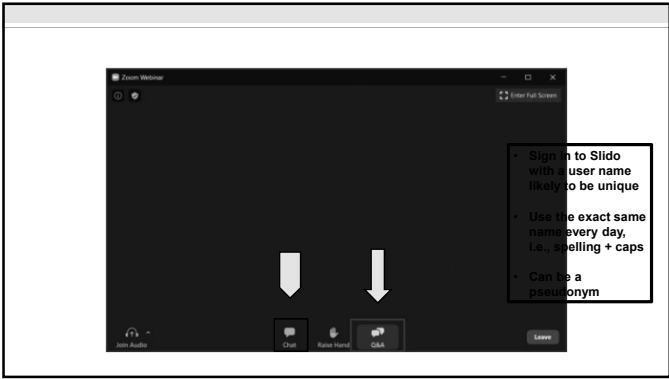 Zoom Webinar
Enter Full Screen
• Sign in to Slido
with a user name
likely to be unique
• Use the exact same
name every day,
i.e., spelling + caps
• Can be a
pseudonym
Join Audio
Chat
Raise Hand
Q&A
Leave